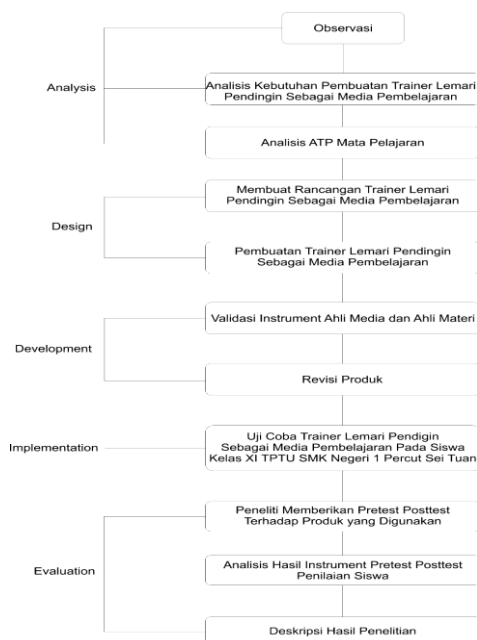 Observasi
Analysis
Analisis Kebutuhan Pembuatan Trainer Lemari
Pendingin Sebagai Media Pembelajaran
Analisis ATP Mata Pelajaran
Membuat Rancangan Trainer Lemari
Pendingin Sebagai Media Pembelajaran
Design
Pembuatan Trainer Lemari Pendingin
Sebagai Media Pembelajaran
Validasi Instrument Ahli Media dan Ahli Materi
Development
Revisi Produk
Implementation
Uji Coba Trainer Lemari Pendigin
Sebagai Media Pembelajaran Pada Siswa
Kelas XI TPTU SMK Negeri 1 Percut Sei Tuan
Peneliti Memberikan Pretest Posttest
Terhadap Produk yang Digunakan
Evaluation
Analisis Hasil Instrument Pretest Posttest
Penilaian Siswa
Deskripsi Hasil Penelitian